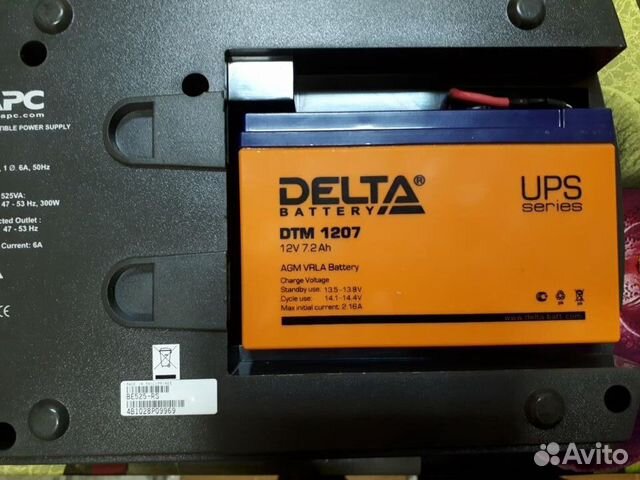 APC
apc.com
TIBLE POWER SUPPLY
, 1 Ø 6A, 50Hz
525VA:
47 - 53 Hz, 300W
cted Outlet :
47 - 53 Hz
Current: 6A
MADE IN PHILIPPINES
BE525-RS
4B1028P09969
DELTA®
BATTERY
UPS
series
DTM 1207
12V 7.2Ah
AGM VRLA Battery
Charge Voltage
Standby use: 13.5-13.8V
Cycle use: 14.1-14.4V
Max initial current: 2.16A
www.delta-batt.com
Avito